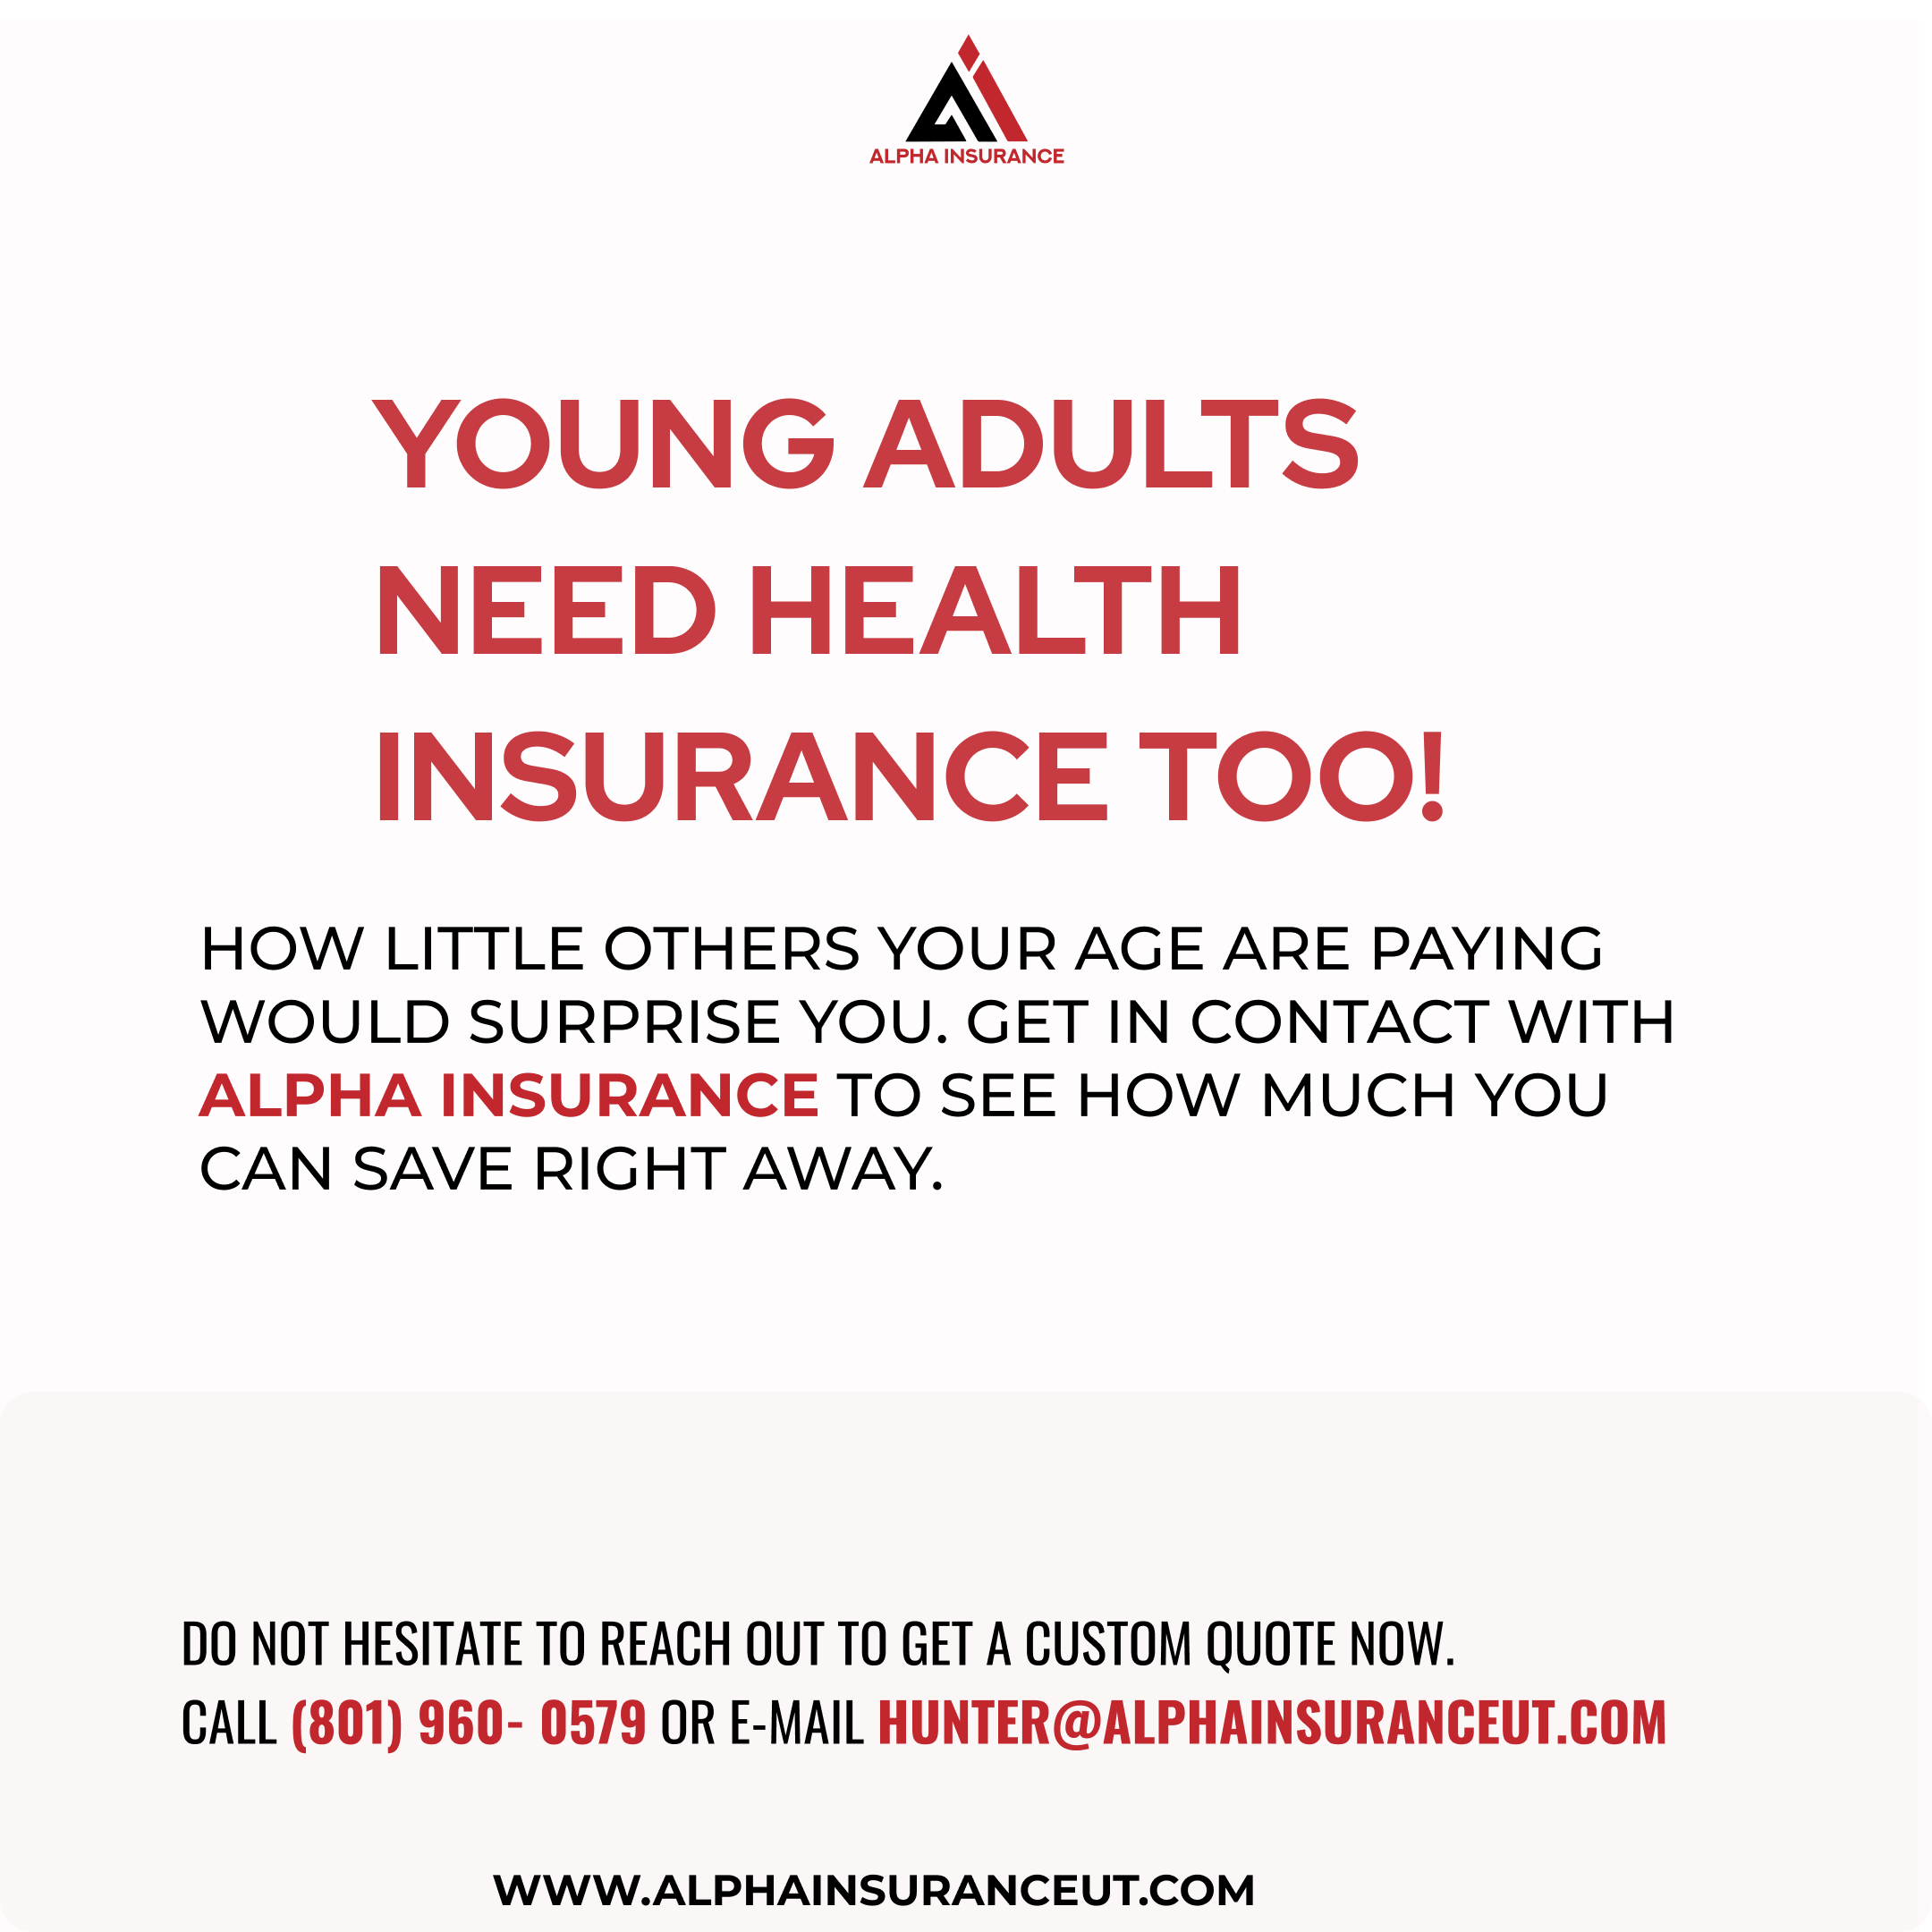 ALPHA INSURANCE
YOUNG ADULTS
NEED HEALTH
INSURANCE TOO!
HOW LITTLE OTHERS YOUR AGE ARE PAYING
WOULD SURPRISE YOU. GET IN CONTACT WITH
ALPHA INSURANCE TO SEE HOW MUCH YOU
CAN SAVE RIGHT AWAY.
DO NOT HESITATE TO REACH OUT TO GET A CUSTOM QUOTE NOW.
CALL (801) 960- 0579 OR E-MAIL HUNTER@ALPHAINSURANCEUT.COM
WWW.ALPHAINSURANCEUT.COM